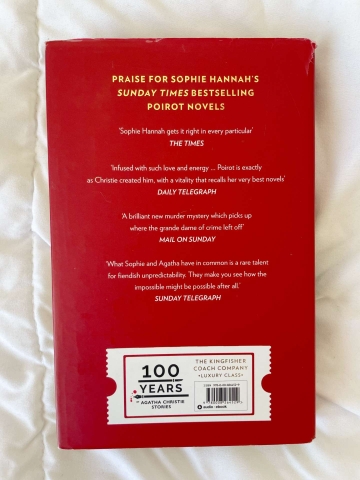 PRAISE FOR SOPHIE HANNAH'S
SUNDAY TIMES BESTSELLING
POIROT NOVELS
'Sophie Hannah gets it right in every particular'
THE TIMES
'Infused with such love and energy ... Poirot is exactly
as Christie created him, with a vitality that recalls her very best novels'
DAILY TELEGRAPH
'A brilliant new murder mystery which picks up
where the grande dame of crime left off'
MAIL ON SUNDAY
'What Sophie and Agatha have in common is a rare talent
for fiendish unpredictability. They make you see how the
impossible might be possible after all.'
SUNDAY TELEGRAPH
100
YEARS
OF AGATHA CHRISTIE
STORIES
THE KINGFISHER
COACH COMPANY
•LUXURY CLASS•
ISBN
audio ebook